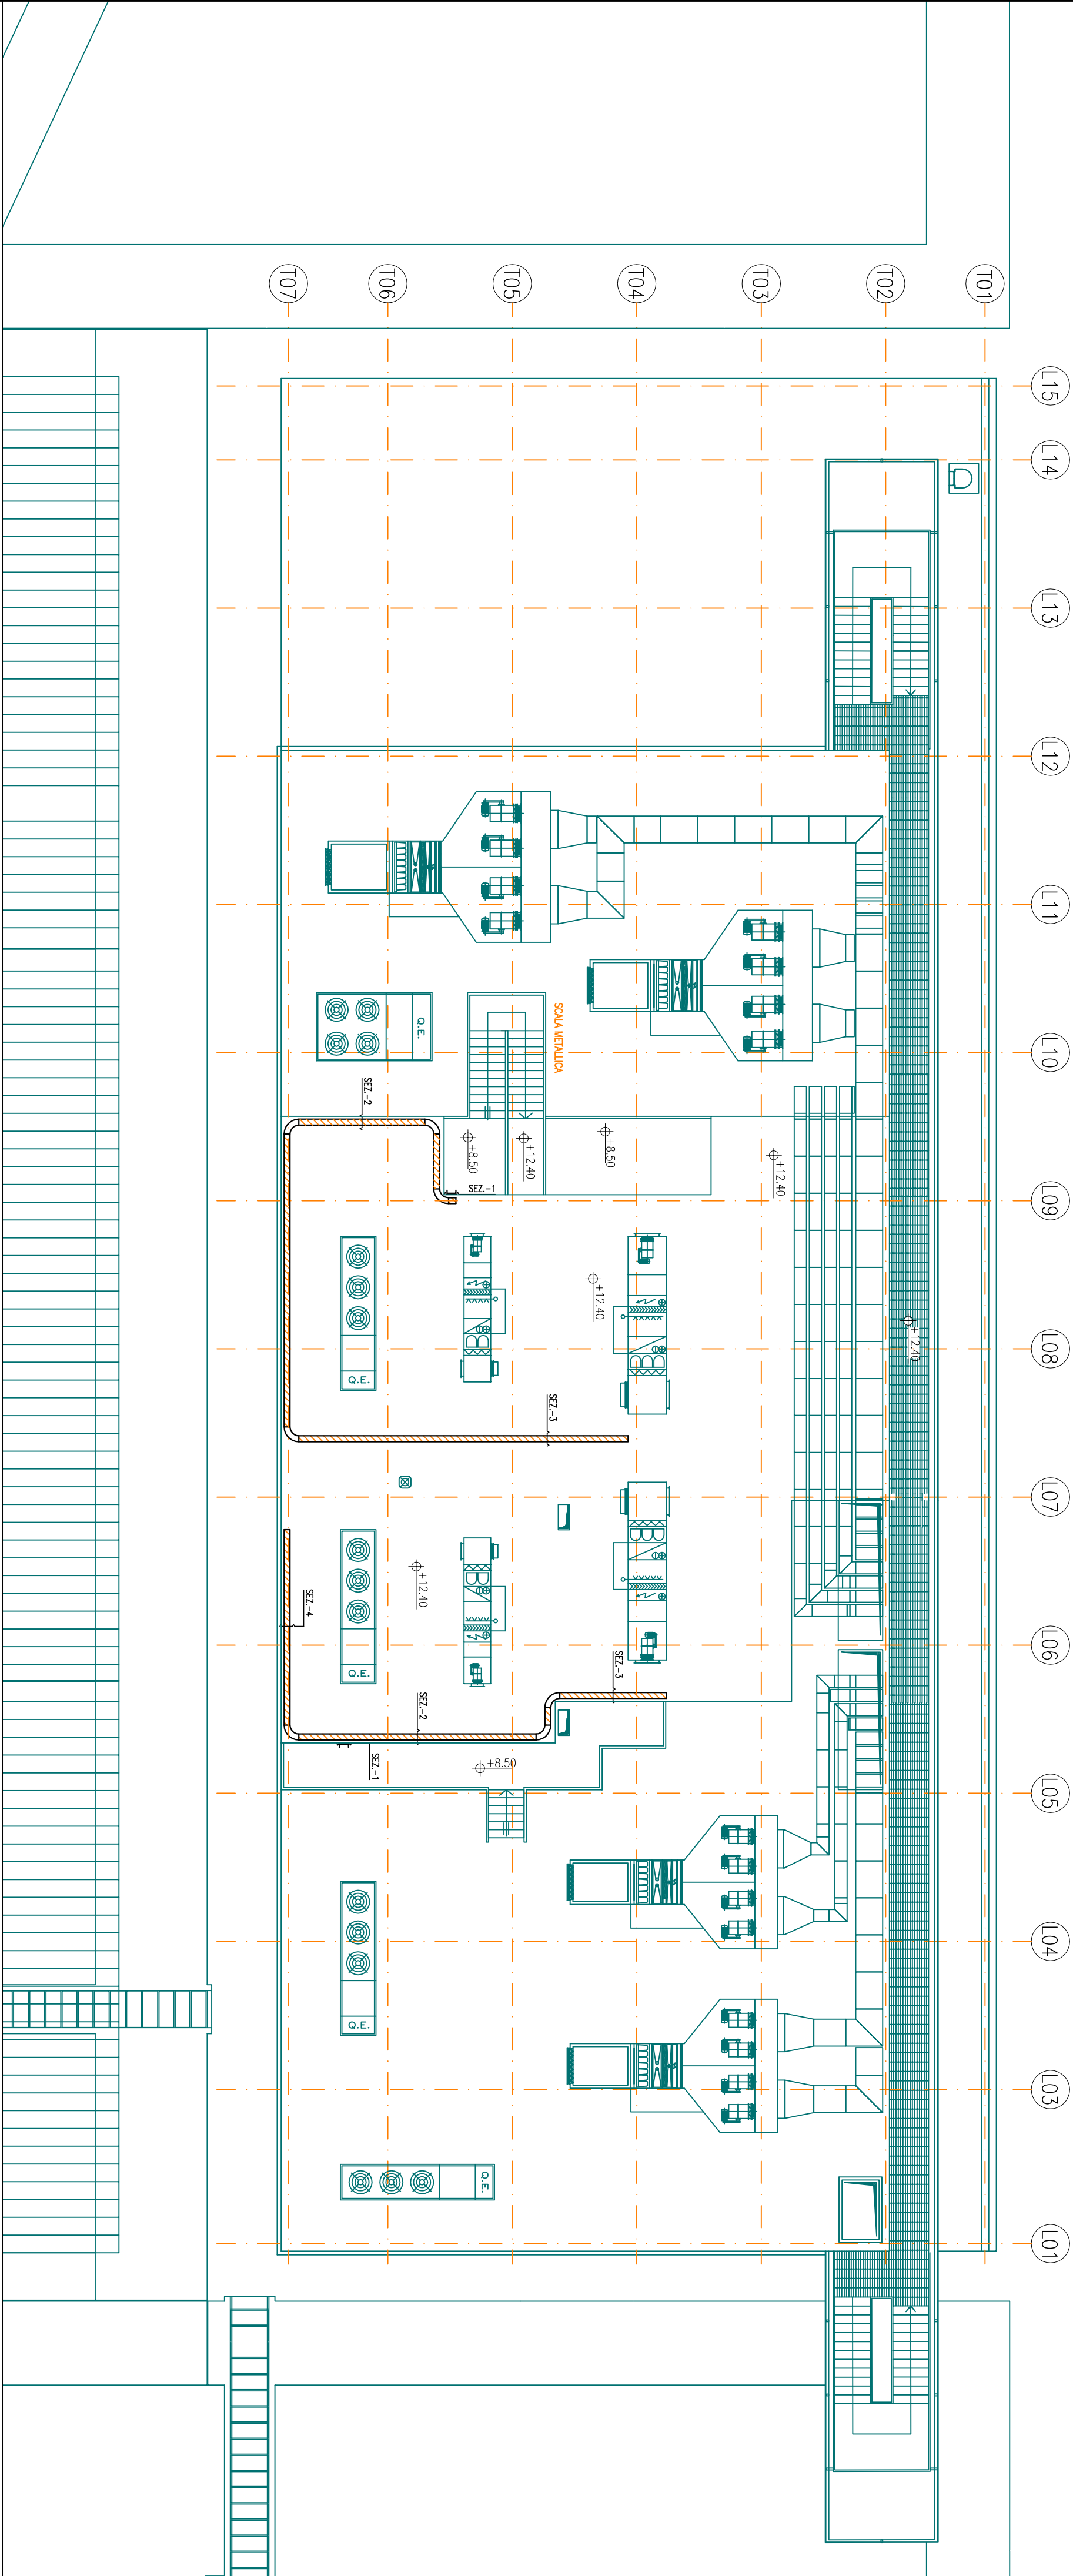 T07
T06
T05
T04
T03
T02
T01
L15
L14
L13
L12
L11
Q.E.
SCALA METALLICA
L10
SEZ.-2
+8.50
+12.40
+8.50
+12.40
SEZ.-1
L09
+12.40
+12.40
L08
Q.E.
SEZ.-3
L07
+12.40
SEZ.-4
L06
Q.E.
SEZ.-3
SEZ.-2
SEZ.-1
+8.50
L05
L04
Q.E.
L03
Q.E.
L01